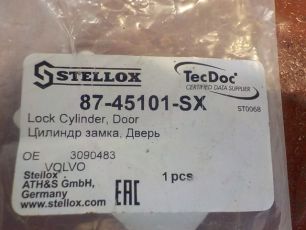 STELLOX
TecDoc
CERTIFIED DATA SUPPLIER
87-45101-SX
ST0068
Lock Cylinder, Door
Цилиндр замка, Дверь
OE 3090483
VOLVO
Stellox
ATH&S GmbH,
Germany
www.stellox.com
EAC
1 pcs